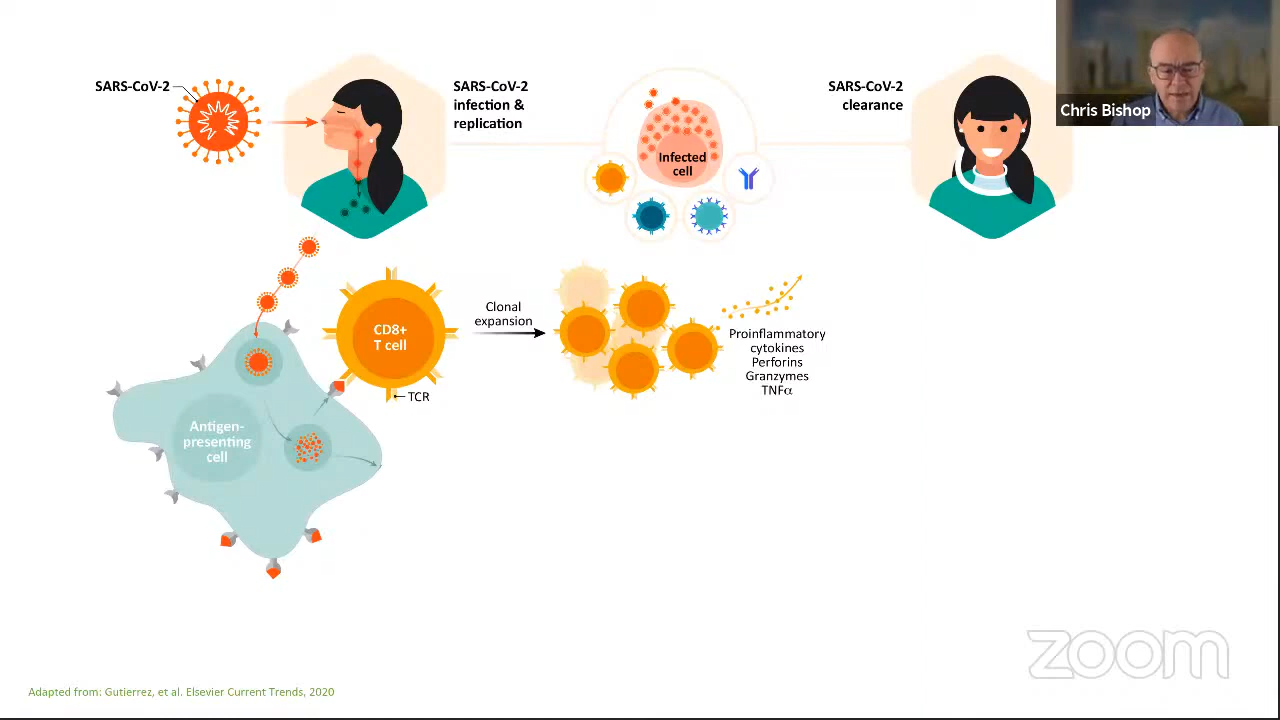 SARS-CoV-2
SARS-CoV-2
infection &
replication
Infected
cell
SARS-CoV-2
clearance
Chris Bishop
CD8+
T cell
TCR
Clonal
expansion
Proinflammatory
cytokines
Perforins
Granzymes
TNFα
Antigen-
presenting
cell
zoom
Adapted from: Gutierrez, et al. Elsevier Current Trends, 2020